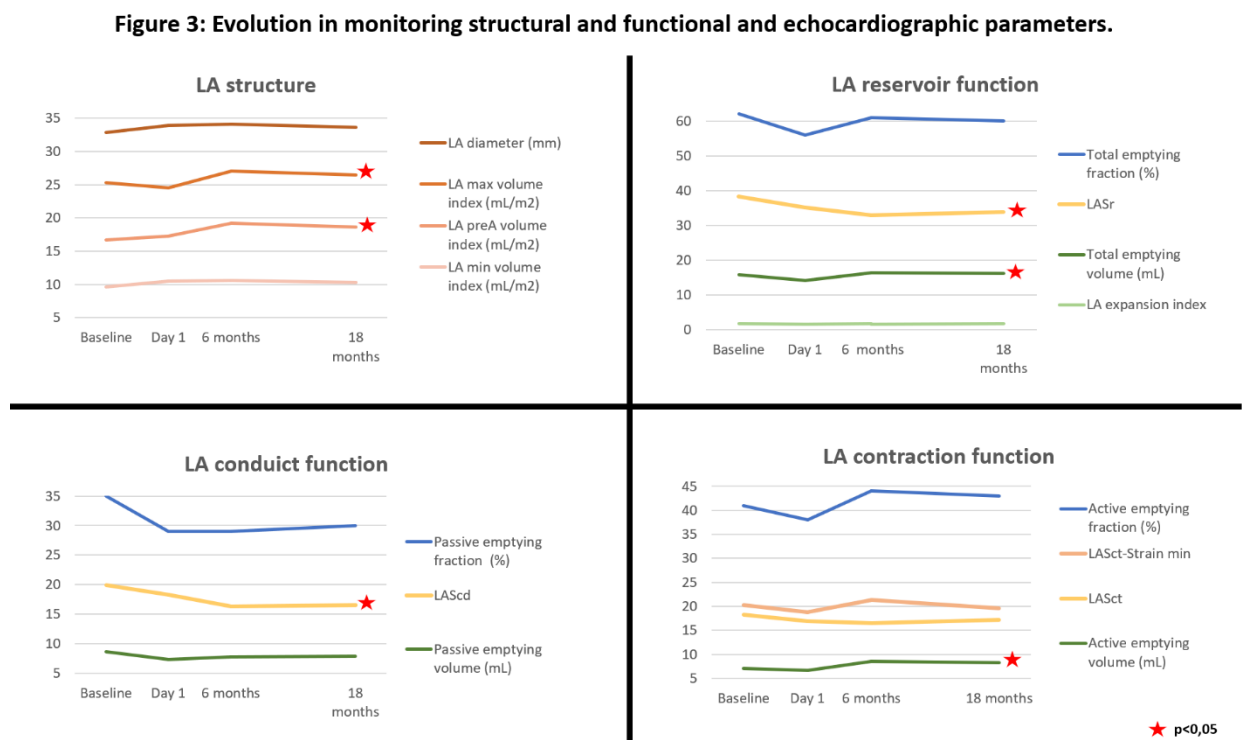 Figure 3: Evolution in monitoring structural and functional and echocardiographic parameters.
LA structure
35
30
25
20
15
10
5
Baseline
Day 1
6 months
18
months
LA diameter (mm)
LA max volume
index (mL/m2)
LA preA volume
index (mL/m2)
LA min volume
index (mL/m2)
LA reservoir function
60
50
40
30
20
10
0
Baseline
Day 1
6 months
18
months
Total emptying
fraction (%)
LASr
Total emptying
volume (mL)
LA expansion index
LA conduict function
35
30
25
20
15
10
5
Baseline
Day 1
6 months
18
months
Passive emptying
fraction (%)
LAScd
Passive emptying
volume (mL)
LA contraction function
45
40
35
30
25
20
15
10
5
Baseline
Day 1
6 months
18 months
Active emptying
fraction (%)
LASct-Strain min
LASct
Active emptying
volume (mL)
p<0,05